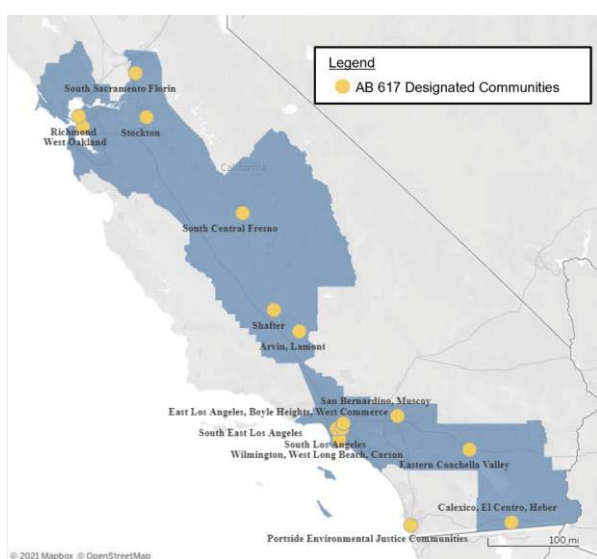 Legend
AB 617 Designated Communities
South Sacramento Florin
Richmond
West Oakland
Stockton
California
South Central Fresno
Shafter
Arvin, Lamont
San Bernardino, Muscoy
East Los Angeles, Boyle Heights, West Commerce
South East Los Angeles
South Los Angeles
Wilmington, West Long Beach, Carson
Eastern Coachella Valley
Calexico, El Centro, Heber
Portside Environmental Justice Communities
100 mi
© 2021 Mapbox © OpenStreetMap